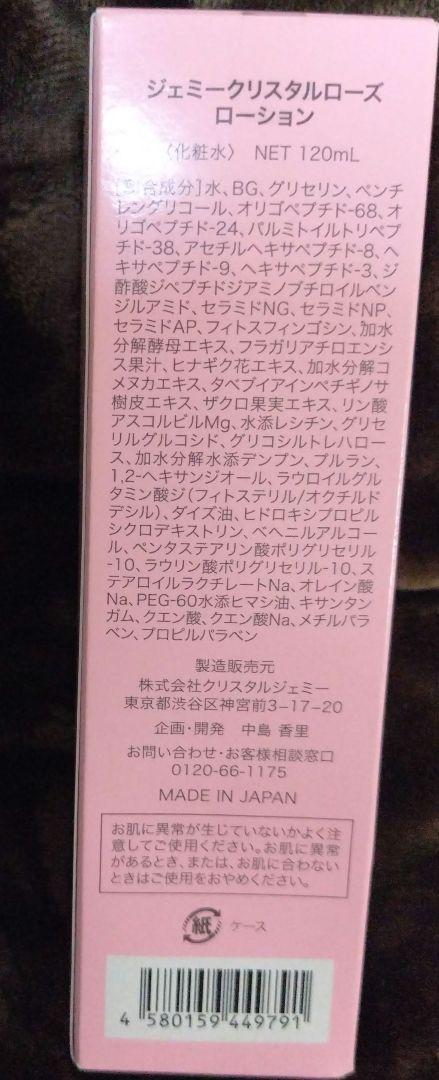 ジェミークリスタルローズ
ローション
〈化粧水〉 NET 120mL
[配合成分]水、BG、グリセリン、ペンチ
レングリコール、オリゴペプチド-68、オ
リゴペプチド-24、パルミトイルトリペプ
チド-38、アセチルヘキサペプチド-8、ヘ
キサペプチド-9、ヘキサペプチド-3、ジ
酢酸ジペプチドジアミノブチロイルベン
ジルアミド、セラミドNG、セラミドNP、
セラミドAP、フィトスフィンゴシン、加水
分解酵母エキス、フラガリアチロエンシ
ス果汁、ヒナギク花エキス、加水分解コ
メヌカエキス、タベブイアインペチギノサ
樹皮エキス、ザクロ果実エキス、リン酸
アスコルビルMg、水添レシチン、グリセ
リルグルコシド、グリコシルトレハロー
ス、加水分解水添デンプン、プルラン、
1,2-ヘキサンジオール、ラウロイルグル
タミン酸ジ(フィトステリル/オクチルド
デシル)、ダイズ油、ヒドロキシプロピル
シクロデキストリン、ベヘニルアルコー
ル、ペンタステアリン酸ポリグリセリル
-10、ラウリン酸ポリグリセリル-10、ス
テアロイルラクチレートNa、オレイン酸
Na、PEG-60水添ヒマシ油、キサンタン
ガム、クエン酸、クエン酸Na、メチルパラ
ベン、プロピルパラベン
製造販売元
株式会社クリスタルジェミー
東京都渋谷区神宮前3-17-20
企画・開発 中島 香里
お問い合わせ・お客様相談窓口
0120-66-1175
MADE IN JAPAN
お肌に異常が生じていないかよく注
意してご使用ください。お肌に異常
があるとき、または、お肌に合わない
ときはご使用をおやめください。
紙 ケース
4 580159 449791